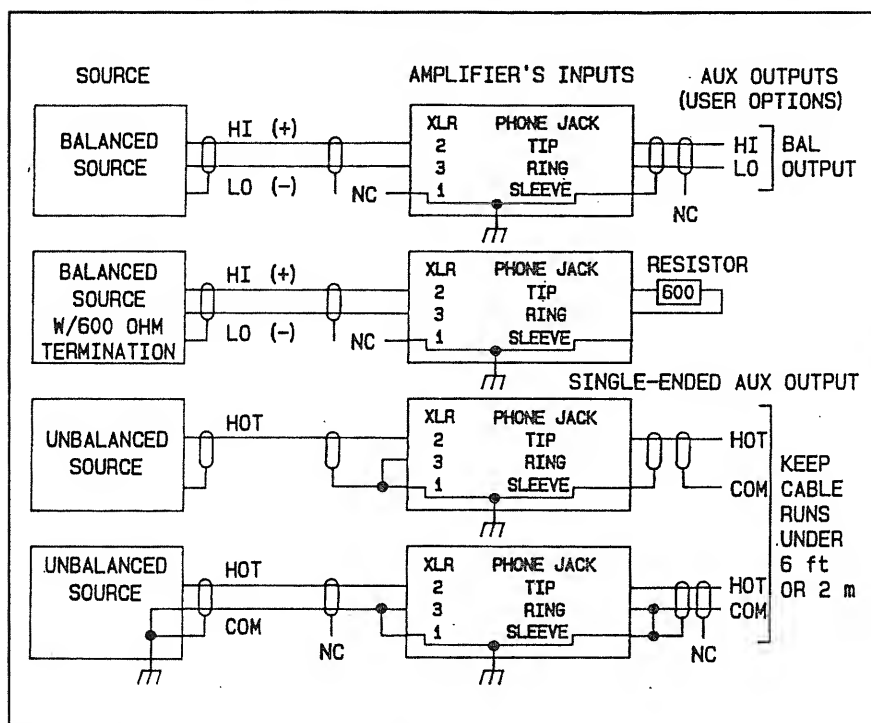 SOURCE
AMPLIFIER'S INPUTS
AUX OUTPUTS
(USER OPTIONS)
BALANCED
SOURCE
HI (+)
LO (-)
NC
XLR PHONE JACK
2 TIP
3 RING
1 SLEEVE
HI
LO
BAL
OUTPUT
NC
BALANCED
SOURCE
W/600 OHM
TERMINATION
HI (+)
LO (-)
NC
XLR PHONE JACK
2 TIP
3 RING
1 SLEEVE
RESISTOR
600
SINGLE-ENDED AUX OUTPUT
UNBALANCED
SOURCE
HOT
XLR PHONE JACK
2 TIP
3 RING
1 SLEEVE
HOT
COM
KEEP
CABLE
RUNS
UNDER
6 ft
OR 2 m
UNBALANCED
SOURCE
HOT
COM
NC
XLR PHONE JACK
2 TIP
3 RING
1 SLEEVE
HOT
COM
NC